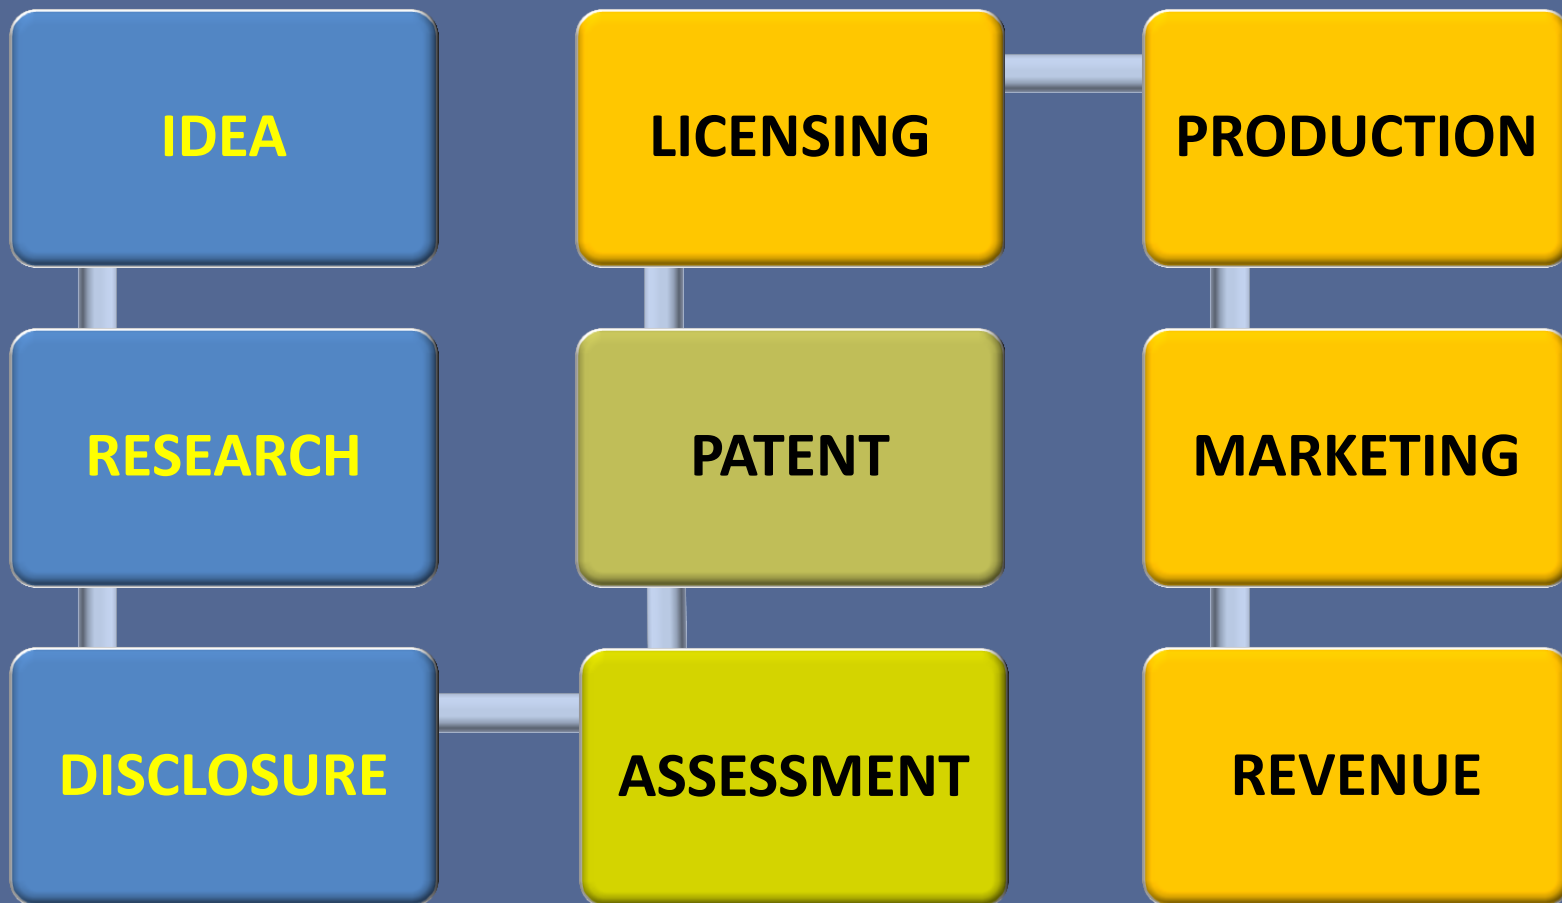 IDEA
RESEARCH
DISCLOSURE
ASSESSMENT
PATENT
LICENSING
PRODUCTION
MARKETING
REVENUE